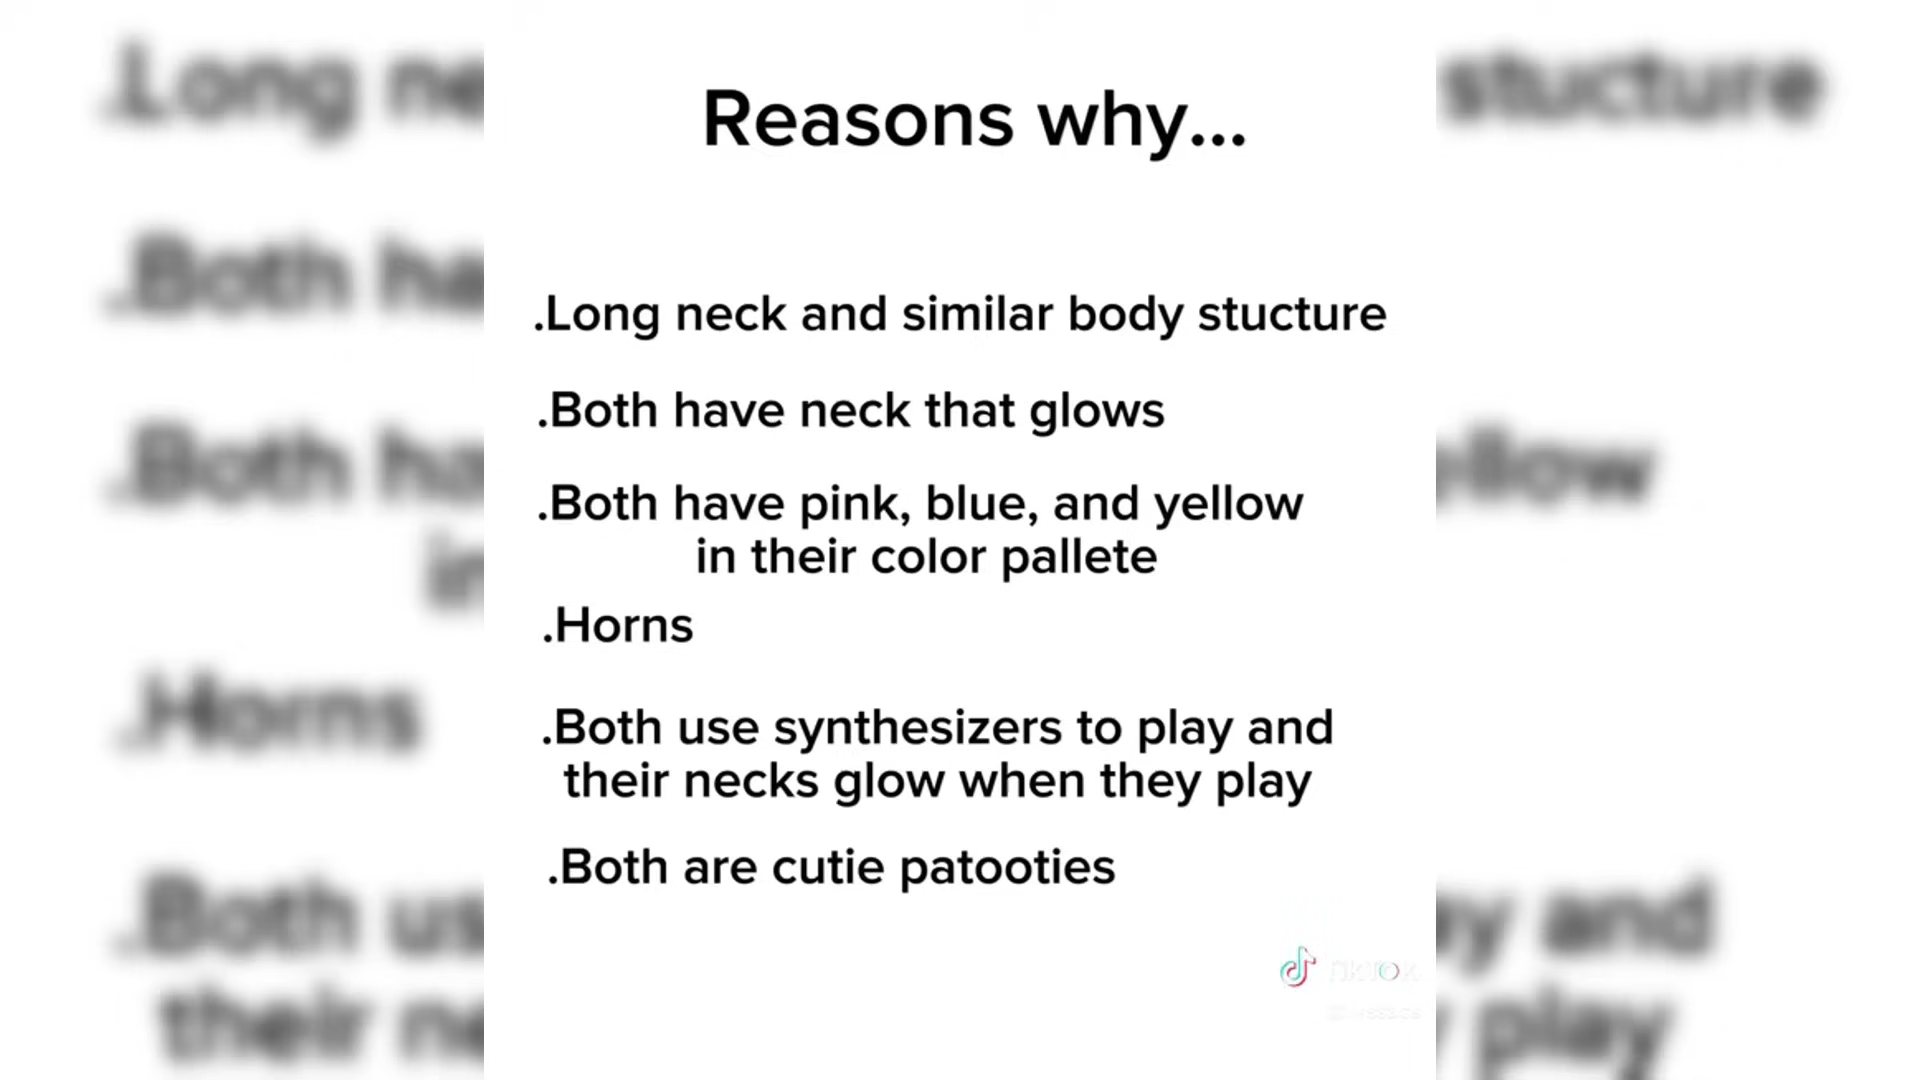 Reasons why...
.Long neck and similar body stucture
.Both have neck that glows
.Both have pink, blue, and yellow
in their color pallete
.Horns
.Both use synthesizers to play and
their necks glow when they play
.Both are cutie patooties
TikTok